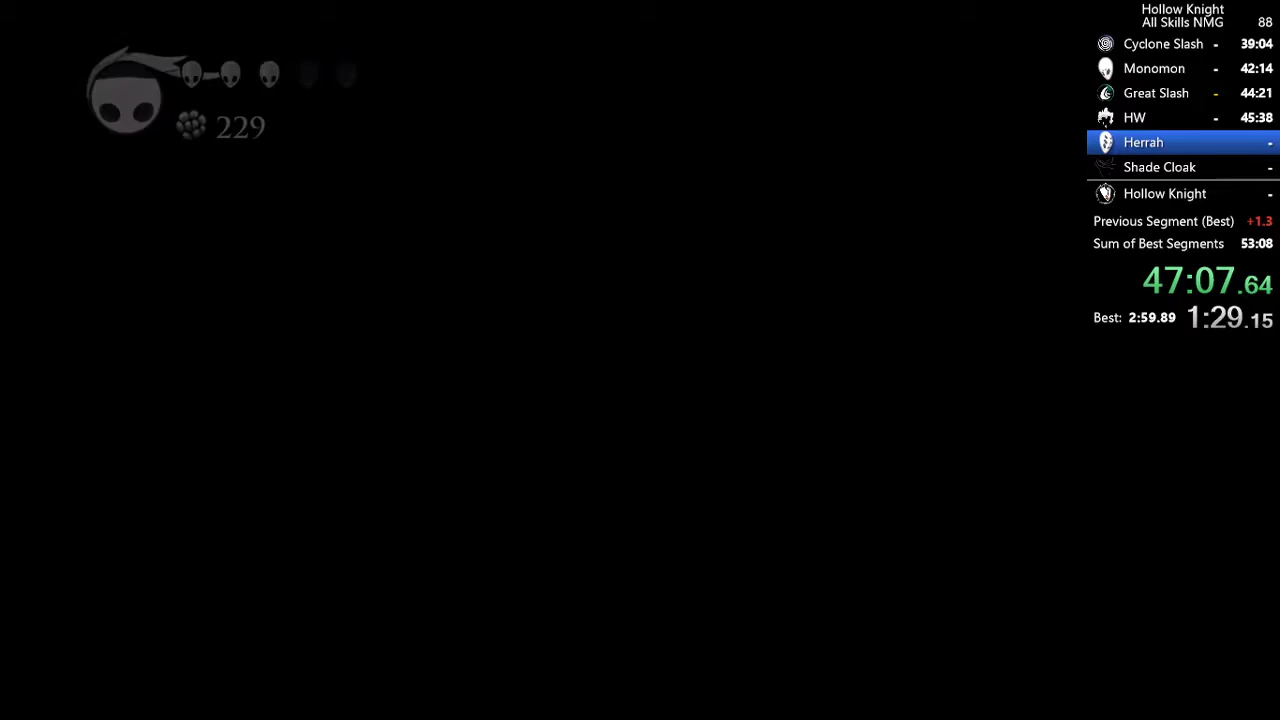 229
Hollow Knight
All Skills NMG 88
Cyclone Slash - 39:04
Monomon - 42:14
Great Slash - 44:21
HW - 45:38
Herrah -
Shade Cloak -
Hollow Knight -
Previous Segment (Best) +1.3
Sum of Best Segments 53:08
47:07.64
Best: 2:59.89 1:29.15